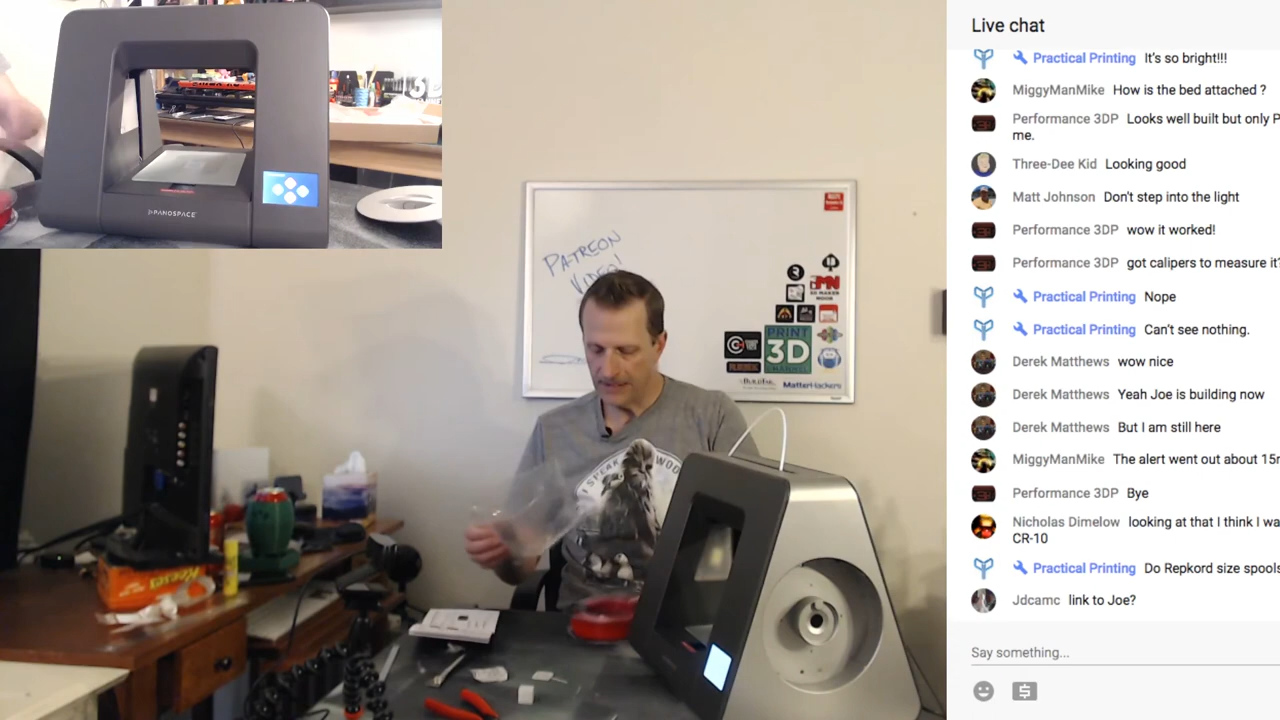 PANOSPACE
PATREON
VIDEO!
PRINT
3D
CHANNEL
MatterHackers
I SPEAK WOO
Reese's
Live chat
Practical Printing It's so bright!!!
MiggyManMike How is the bed attached ?
Performance 3DP Looks well built but only P
me.
Three-Dee Kid Looking good
Matt Johnson Don't step into the light
Performance 3DP wow it worked!
Performance 3DP got calipers to measure it?
Practical Printing Nope
Practical Printing Can't see nothing.
Derek Matthews wow nice
Derek Matthews Yeah Joe is building now
Derek Matthews But I am still here
MiggyManMike The alert went out about 15m
Performance 3DP Bye
Nicholas Dimelow looking at that I think I wa
CR-10
Practical Printing Do Repkord size spools
Jdcamc link to Joe?
Say something...